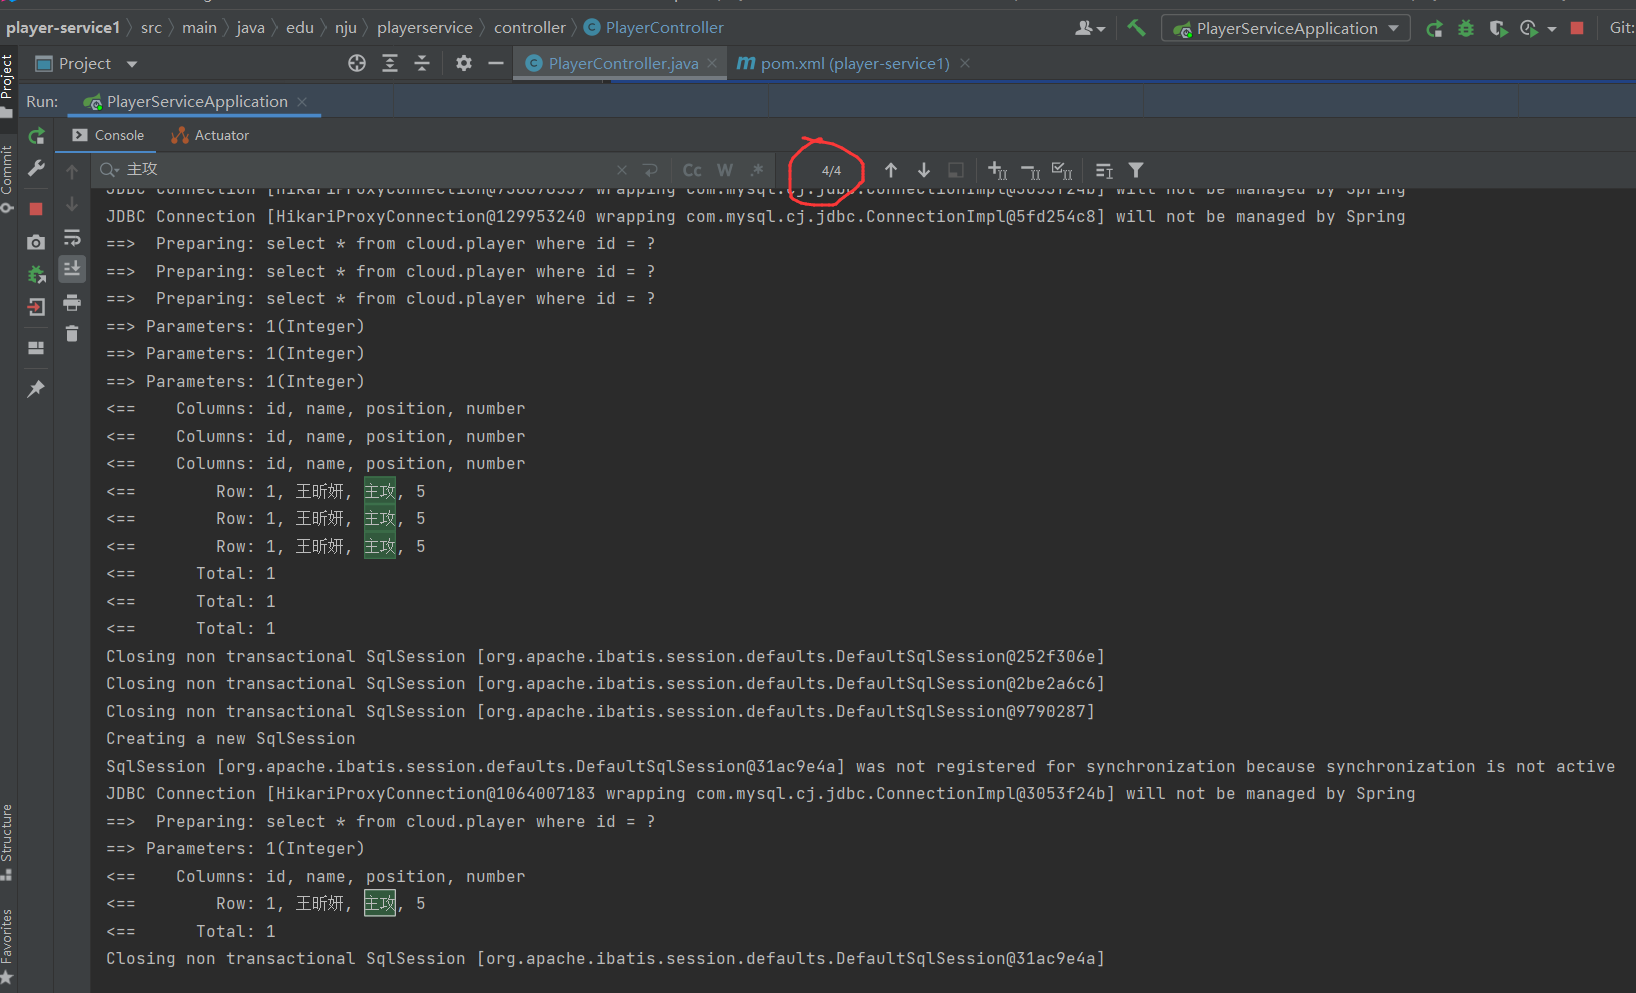 player-service1 src main java edu nju playerservice controller PlayerController PlayerServiceApplication Git:
Project PlayerController.java pom.xml (player-service1)
Run: PlayerServiceApplication
Console Actuator
主攻 Cc W .* 4/4
JDBC Connection [HikariProxyConnection@129953240 wrapping com.mysql.cj.jdbc.ConnectionImpl@5fd254c8] will not be managed by Spring
==>  Preparing: select * from cloud.player where id = ?
==>  Preparing: select * from cloud.player where id = ?
==>  Preparing: select * from cloud.player where id = ?
==> Parameters: 1(Integer)
==> Parameters: 1(Integer)
==> Parameters: 1(Integer)
<==    Columns: id, name, position, number
<==    Columns: id, name, position, number
<==    Columns: id, name, position, number
<==        Row: 1, 王昕妍, 主攻, 5
<==        Row: 1, 王昕妍, 主攻, 5
<==        Row: 1, 王昕妍, 主攻, 5
<==      Total: 1
<==      Total: 1
<==      Total: 1
Closing non transactional SqlSession [org.apache.ibatis.session.defaults.DefaultSqlSession@252f306e]
Closing non transactional SqlSession [org.apache.ibatis.session.defaults.DefaultSqlSession@2be2a6c6]
Closing non transactional SqlSession [org.apache.ibatis.session.defaults.DefaultSqlSession@9790287]
Creating a new SqlSession
SqlSession [org.apache.ibatis.session.defaults.DefaultSqlSession@31ac9e4a] was not registered for synchronization because synchronization is not active
JDBC Connection [HikariProxyConnection@1064007183 wrapping com.mysql.cj.jdbc.ConnectionImpl@3053f24b] will not be managed by Spring
==>  Preparing: select * from cloud.player where id = ?
==> Parameters: 1(Integer)
<==    Columns: id, name, position, number
<==        Row: 1, 王昕妍, 主攻, 5
<==      Total: 1
Closing non transactional SqlSession [org.apache.ibatis.session.defaults.DefaultSqlSession@31ac9e4a]
Project
Commit
Structure
Favorites